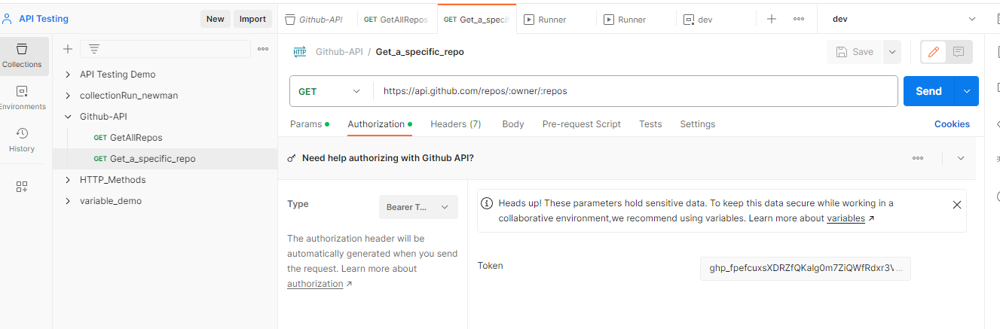 API Testing
New
Import
Github-API
GET GetAllRepos
GET Get_a_specif
Runner
Runner
dev
dev
Collections
Environments
History
API Testing Demo
collectionRun_newman
Github-API
GET GetAllRepos
GET Get_a_specific_repo
HTTP_Methods
variable_demo
HTTP Github-API / Get_a_specific_repo
Save
GET
https://api.github.com/repos/:owner/:repos
Send
Params
Authorization
Headers (7)
Body
Pre-request Script
Tests
Settings
Cookies
Need help authorizing with Github API?
Type
Bearer T...
The authorization header will be
automatically generated when you send
the request. Learn more about
authorization ↗
Heads up! These parameters hold sensitive data. To keep this data secure while working in a
collaborative environment,we recommend using variables. Learn more about variables ↗
Token